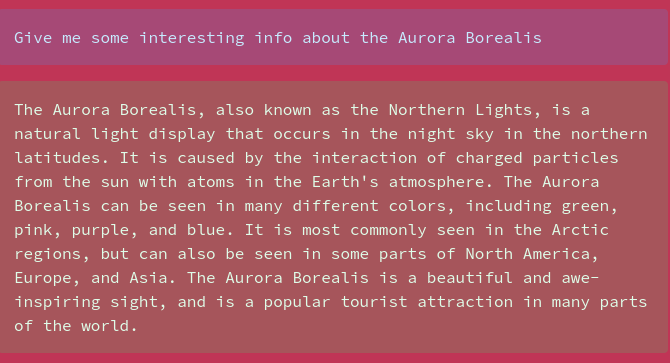 Give me some interesting info about the Aurora Borealis
The Aurora Borealis, also known as the Northern Lights, is a
natural light display that occurs in the night sky in the northern
latitudes. It is caused by the interaction of charged particles
from the sun with atoms in the Earth's atmosphere. The Aurora
Borealis can be seen in many different colors, including green,
pink, purple, and blue. It is most commonly seen in the Arctic
regions, but can also be seen in some parts of North America,
Europe, and Asia. The Aurora Borealis is a beautiful and awe-
inspiring sight, and is a popular tourist attraction in many parts
of the world.